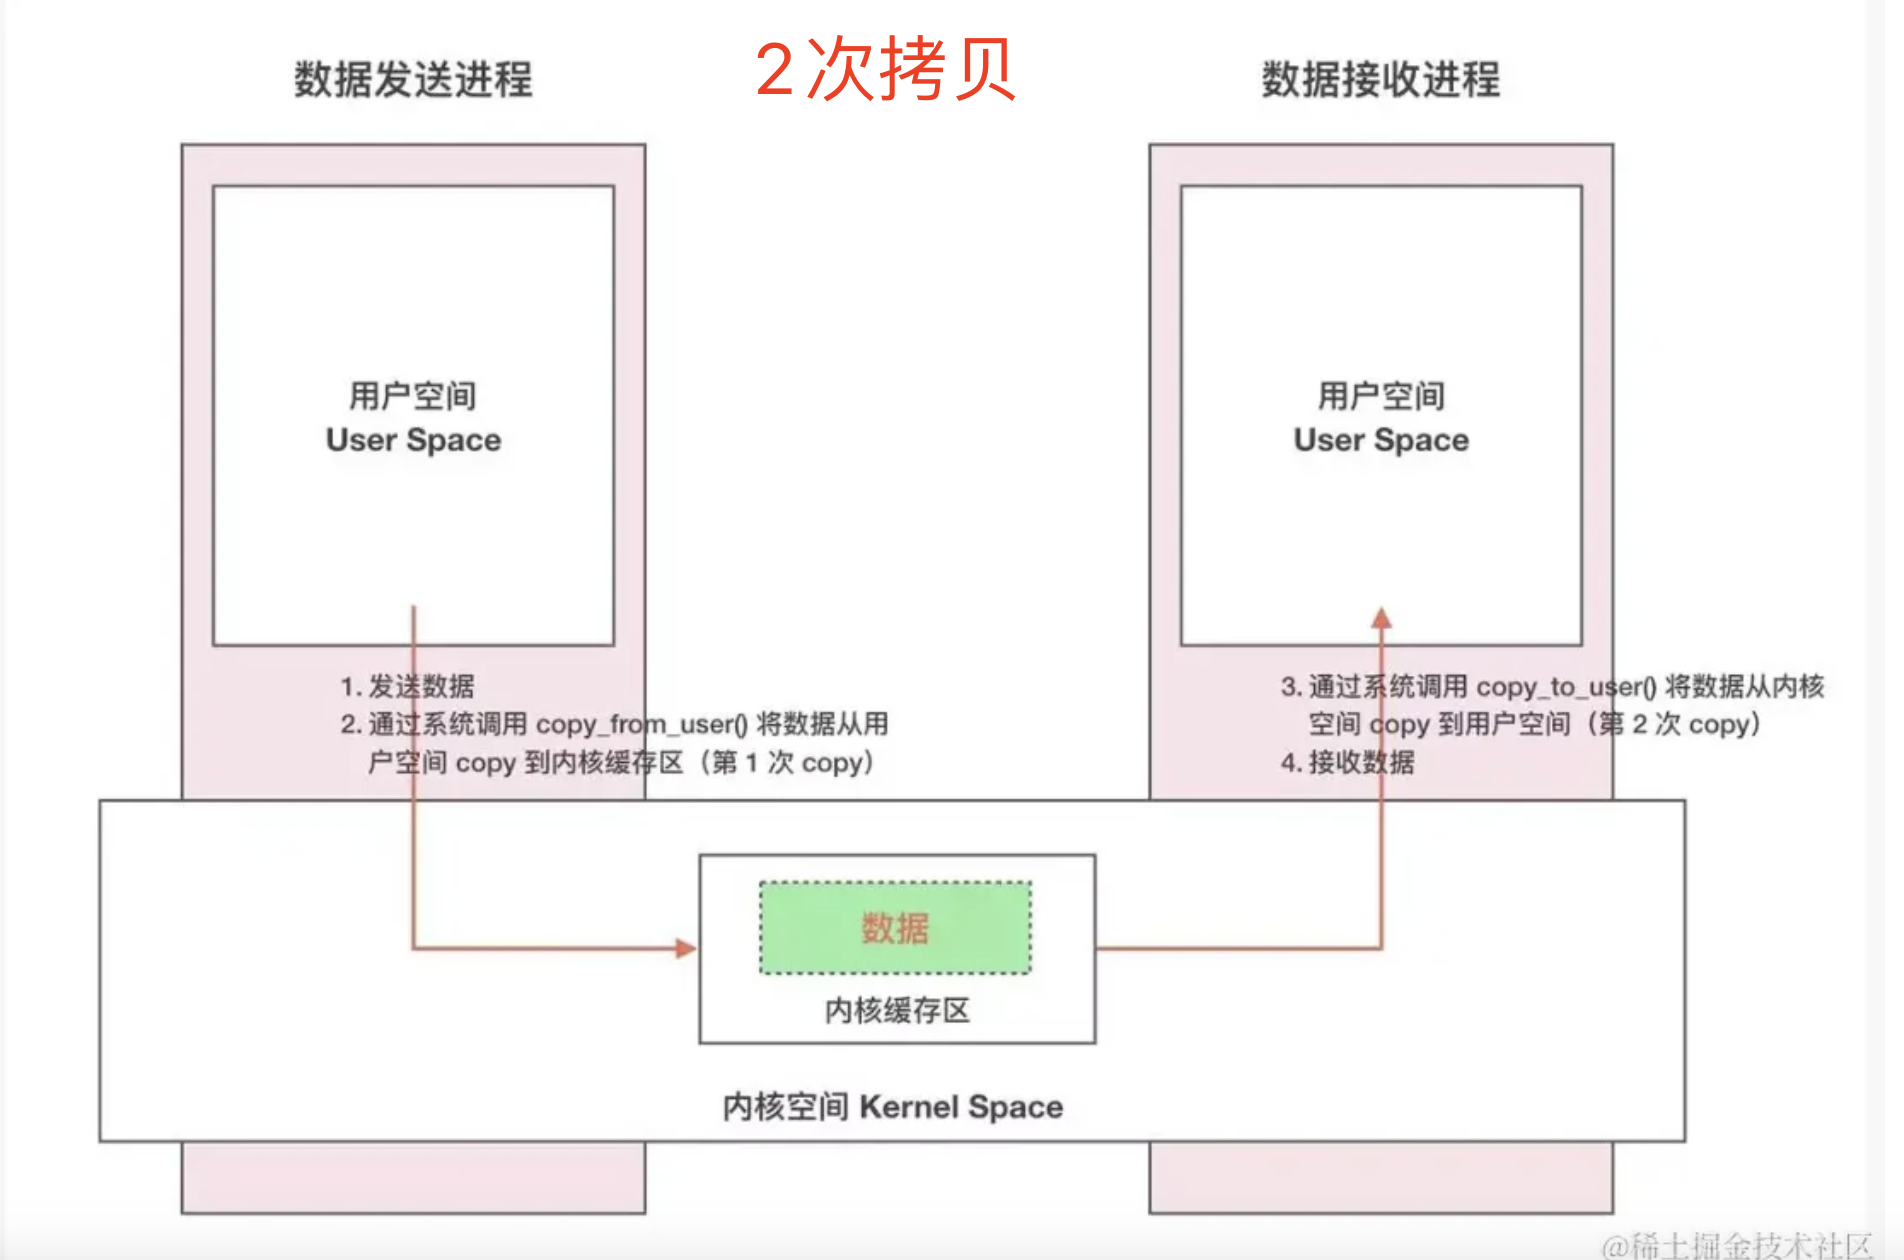 2次拷贝
数据发送进程
数据接收进程
用户空间
User Space
用户空间
User Space
1. 发送数据
2. 通过系统调用 copy_from_user() 将数据从用
户空间 copy 到内核缓存区（第 1 次 copy）
3. 通过系统调用 copy_to_user() 将数据从内核
空间 copy 到用户空间（第 2 次 copy）
4. 接收数据
数据
内核缓存区
内核空间 Kernel Space
@稀土掘金技术社区